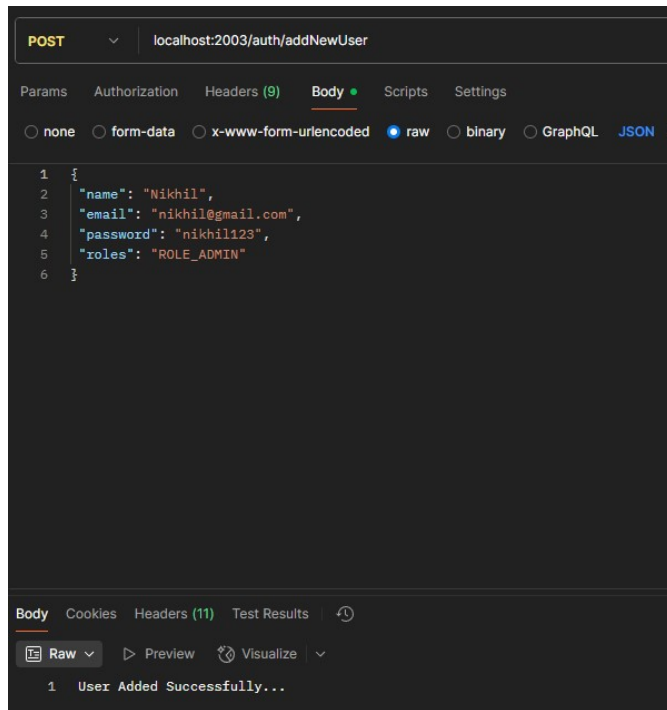 POST localhost:2003/auth/addNewUser
Params Authorization Headers (9) Body Scripts Settings
none form-data x-www-form-urlencoded raw binary GraphQL JSON
1 {
2 "name": "Nikhil",
3 "email": "nikhil@gmail.com",
4 "password": "nikhil123",
5 "roles": "ROLE_ADMIN"
6 }
Body Cookies Headers (11) Test Results
Raw Preview Visualize
1 User Added Successfully...